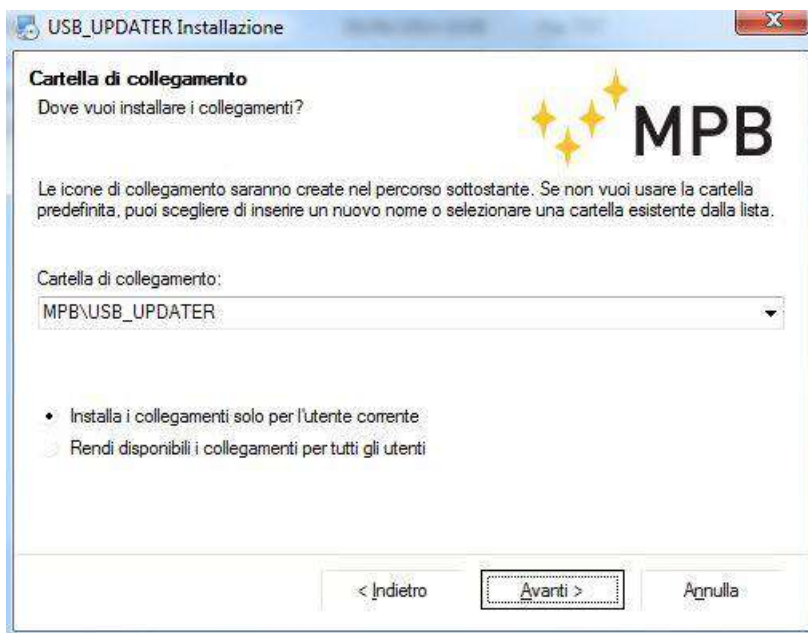 USB_UPDATER Installazione
Cartella di collegamento
Dove vuoi installare i collegamenti?
MPB
Le icone di collegamento saranno create nel percorso sottostante. Se non vuoi usare la cartella
predefinita, puoi scegliere di inserire un nuovo nome o selezionare una cartella esistente dalla lista.
Cartella di collegamento:
MPB\USB_UPDATER
Installa i collegamenti solo per l'utente corrente
Rendi disponibili i collegamenti per tutti gli utenti
< Indietro
Avanti >
Annulla